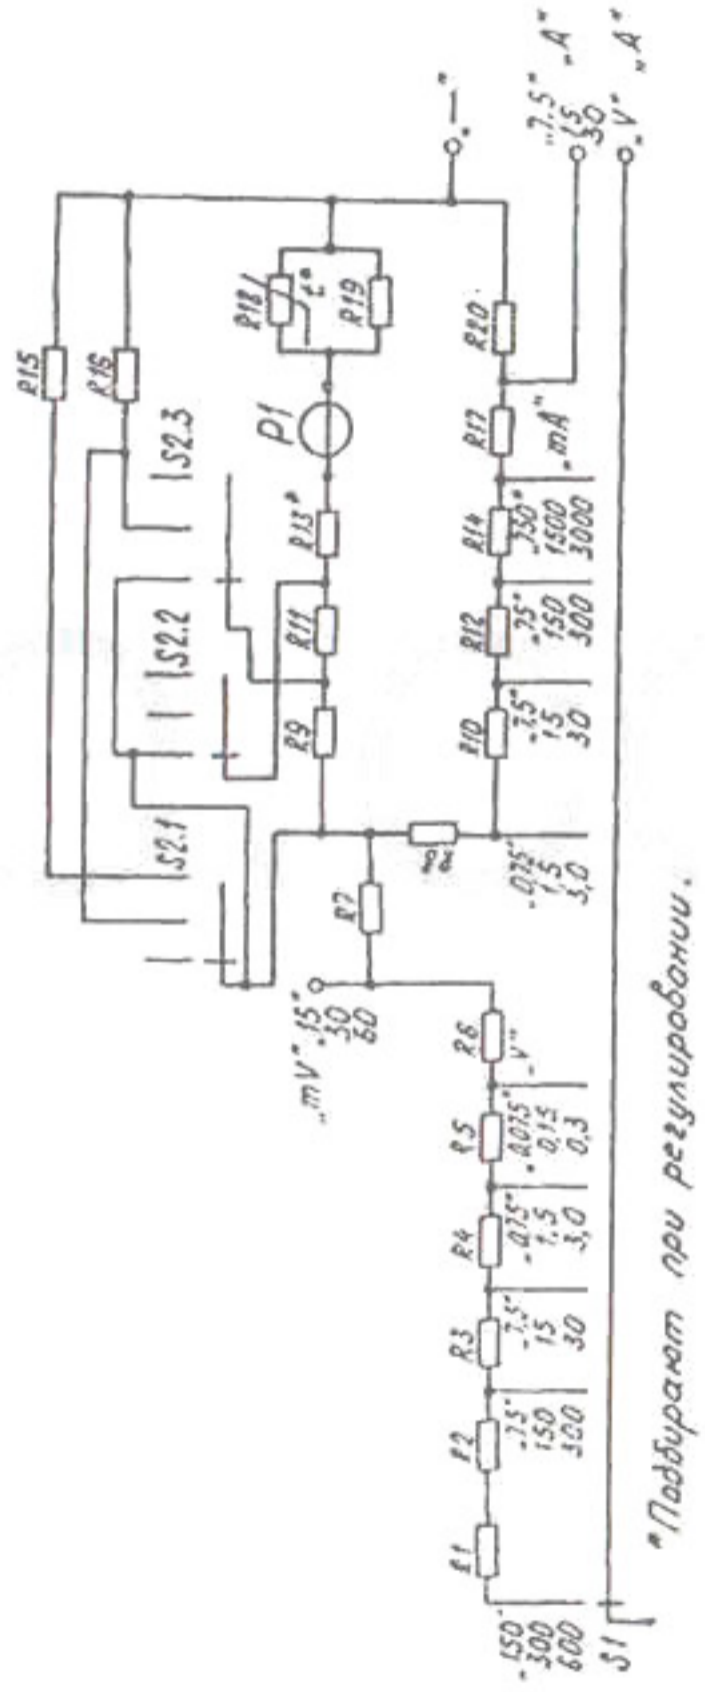 R15
R16
S2.3
S2.2
S2.1
R18
t°
R19
P1
R13*
R11
R9
R7
„—"
R20
R17
„mA"
R14
„750"
1500
3000
R12
„75"
150
300
R10
„7,5"
15
30
„0,75"
1,5
3,0
„7.5" „A"
15
30
„V" „A"
„mV" „15"
30
60
R6
„V"
R5
„0,075"
0,15
0,3
R4
„0,75"
1,5
3,0
R3
„7,5"
15
30
R2
„75"
150
300
R1
„150"
300
600
S1
*Подбирают при регулировании.